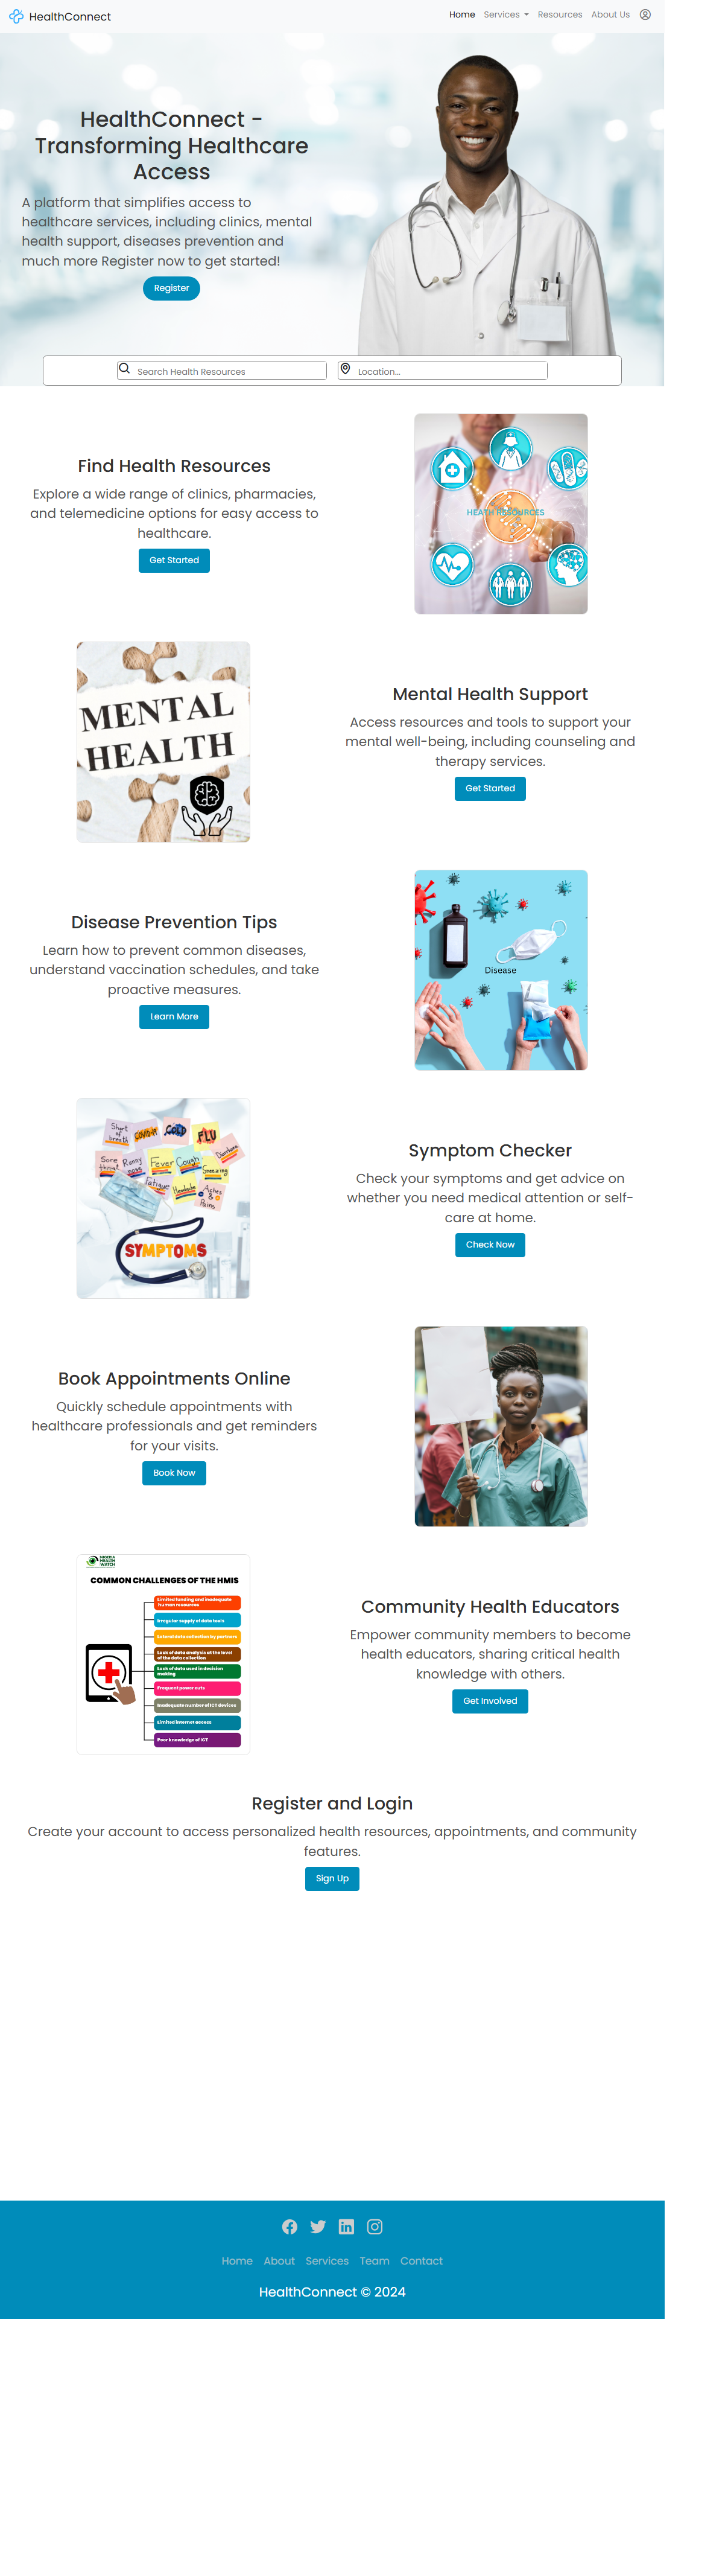 HealthConnect
Home Services Resources About Us
HealthConnect -
Transforming Healthcare
Access
A platform that simplifies access to
healthcare services, including clinics, mental
health support, diseases prevention and
much more Register now to get started!
Register
Search Health Resources
Location...
Find Health Resources
Explore a wide range of clinics, pharmacies,
and telemedicine options for easy access to
healthcare.
Get Started
HEATH RESOURCES
MENTAL
HEALTH
Mental Health Support
Access resources and tools to support your
mental well-being, including counseling and
therapy services.
Get Started
Disease Prevention Tips
Learn how to prevent common diseases,
understand vaccination schedules, and take
proactive measures.
Learn More
Disease
Short of breath
COVID-19
COLD
FLU
Sore throat
Runny nose
Fever
Cough
Sneezing
Diarrhoea
Fatigue
Headache
Aches & Pains
SYMPTOMS
Symptom Checker
Check your symptoms and get advice on
whether you need medical attention or self-
care at home.
Check Now
Book Appointments Online
Quickly schedule appointments with
healthcare professionals and get reminders
for your visits.
Book Now
NIGERIA
HEALTH
WATCH
COMMON CHALLENGES OF THE HMIS
Limited funding and inadequate
human resources
Irregular supply of data tools
Lateral data collection by partners
Lack of data analysis at the level
of the data collection
Lack of data used in decision
making
Frequent power cuts
Inadequate number of ICT devices
Limited internet access
Poor knowledge of ICT
Community Health Educators
Empower community members to become
health educators, sharing critical health
knowledge with others.
Get Involved
Register and Login
Create your account to access personalized health resources, appointments, and community
features.
Sign Up
Home About Services Team Contact
HealthConnect © 2024